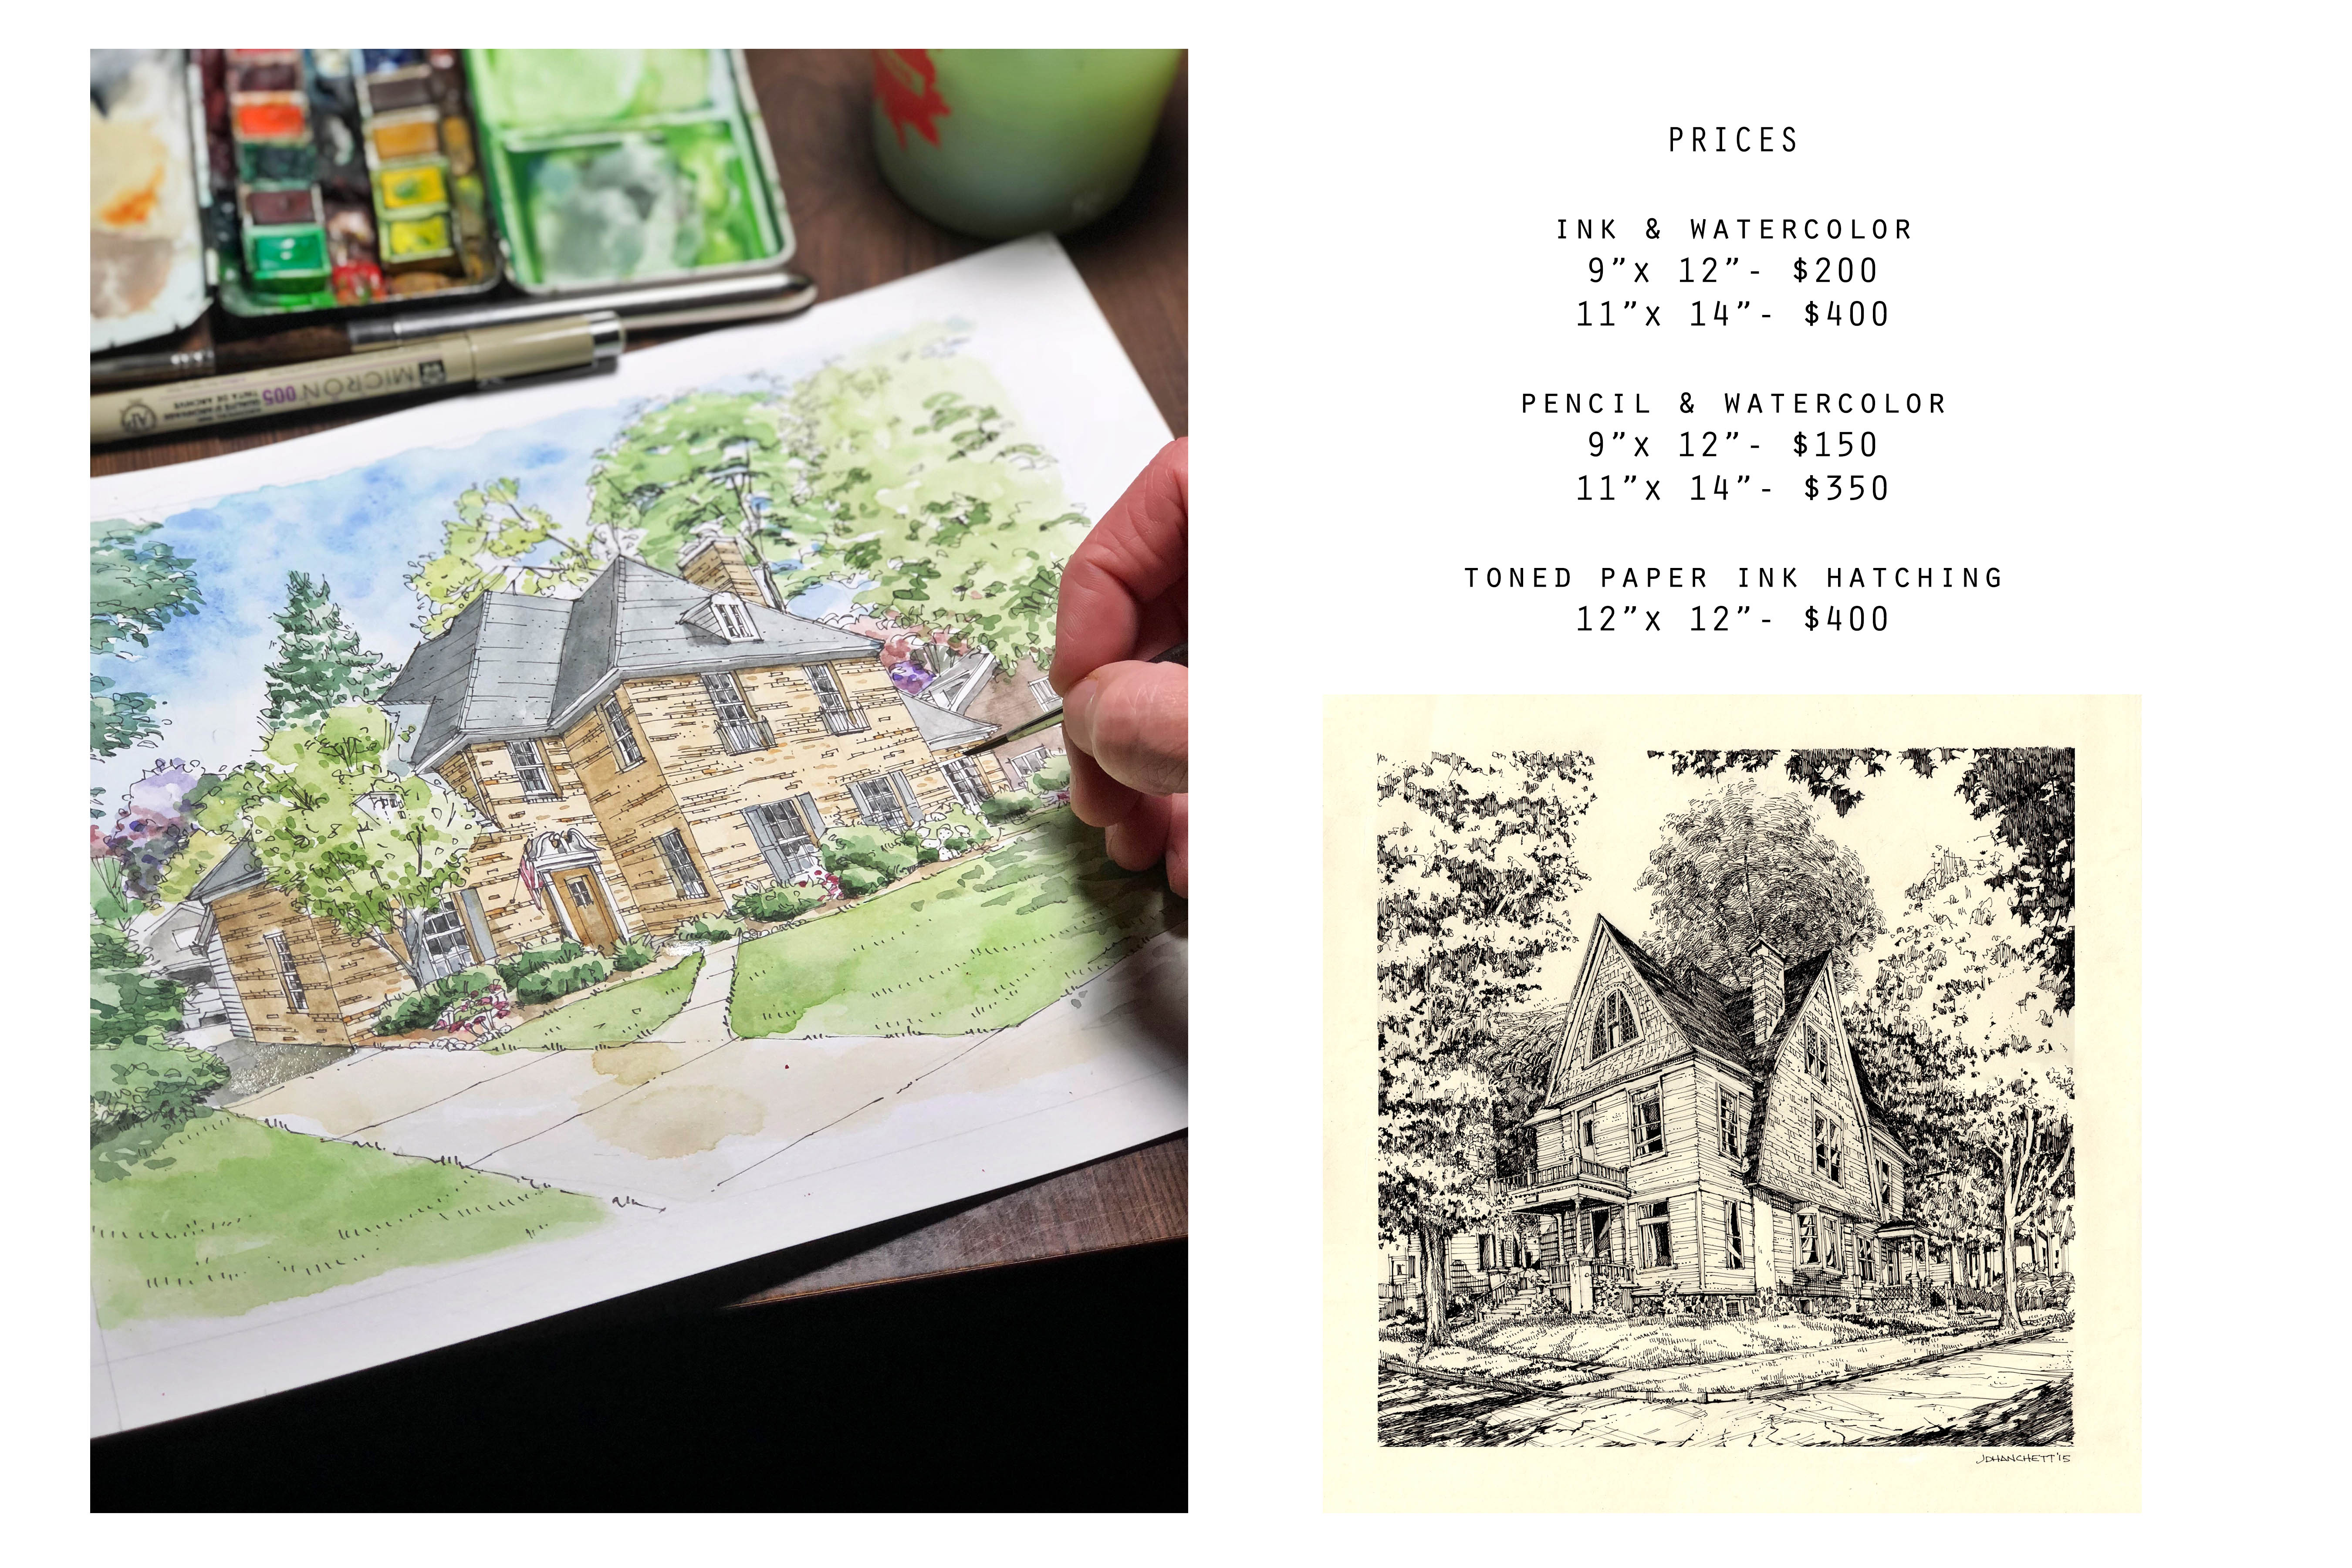 PRICES
INK & WATERCOLOR
9”x 12”- $200
11”x 14”- $400
PENCIL & WATERCOLOR
9”x 12”- $150
11”x 14”- $350
TONED PAPER INK HATCHING
12”x 12”- $400
MICRON 005
JDHANCHETT'15